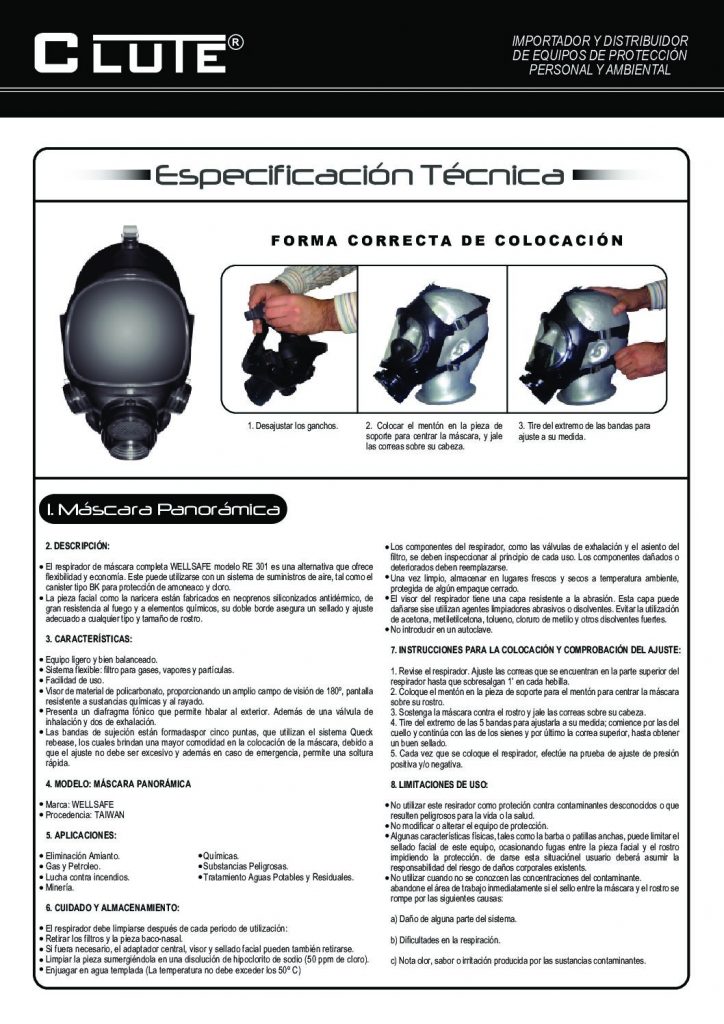 CLUTE®
IMPORTADOR Y DISTRIBUIDOR
DE EQUIPOS DE PROTECCIÓN
PERSONAL Y AMBIENTAL
Especificación Técnica
FORMA CORRECTA DE COLOCACIÓN
1. Desajustar los ganchos.
2. Colocar el mentón en la pieza de
soporte para centrar la máscara, y jale
las correas sobre su cabeza.
3. Tire del extremo de las bandas para
ajuste a su medida.
1. Máscara Panorámica
2. DESCRIPCIÓN:
• El respirador de máscara completa WELLSAFE modelo RE 301 es una alternativa que ofrece
flexibilidad y economía. Este puede utilizarse con un sistema de suministros de aire, tal como el
canister tipo BK para protección de amoneaco y cloro.
• La pieza facial como la naricera están fabricados en neoprenos siliconizados antidérmico, de
gran resistencia al fuego y a elementos químicos, su doble borde asegura un sellado y ajuste
adecuado a cualquier tipo y tamaño de rostro.
3. CARACTERÍSTICAS:
• Equipo ligero y bien balanceado.
• Sistema flexible: filtro para gases, vapores y partículas.
• Facilidad de uso.
• Visor de material de policarbonato, proporcionando un amplio campo de visión de 180º, pantalla
resistente a sustancias químicas y al rayado.
• Presenta un diafragma fónico que permite hbalar al exterior. Además de una válvula de
inhalación y dos de exhalación.
• Las bandas de sujeción están formadaspor cinco puntas, que utilizan el sistema Queck
rebease, los cuales brindan una mayor comodidad en la colocación de la máscara, debido a
que el ajuste no debe ser excesivo y además en caso de emergencia, permite una soltura
rápida.
4. MODELO: MÁSCARA PANORÁMICA
• Marca: WELLSAFE
• Procedencia: TAIWAN
5. APLICACIONES:
• Eliminación Amianto.
• Gas y Petroleo.
• Lucha contra incendios.
• Minería.
• Químicas.
• Substancias Peligrosas.
• Tratamiento Aguas Potables y Residuales.
6. CUIDADO Y ALMACENAMIENTO:
• El respirador debe limpiarse después de cada periodo de utilización:
• Retirar los filtros y la pieza baco-nasal.
• Si fuera necesario, el adaptador central, visor y sellado facial pueden también retirarse.
• Limpiar la pieza sumergiéndola en una disolución de hipoclorito de sodio (50 ppm de cloro).
• Enjuagar en agua templada (La temperatura no debe exceder los 50º C)
• Los componentes del respirador, como las válvulas de exhalación y el asiento del
filtro, se deben inspeccionar al principio de cada uso. Los componentes dañados o
deteriorados deben reemplazarse.
• Una vez limpio, almacenar en lugares frescos y secos a temperatura ambiente,
protegida de algún empaque cerrado.
• El visor del respirador tiene una capa resistente a la abrasión. Esta capa puede
dañarse sise utilizan agentes limpiadores abrasivos o disolventes. Evitar la utilización
de acetona, metiletilcetona, tolueno, cloruro de metilo y otros disolventes fuertes.
• No introducir en un autoclave.
7. INSTRUCCIONES PARA LA COLOCACIÓN Y COMPROBACIÓN DEL AJUSTE:
1. Revise el respirador. Ajuste las correas que se encuentran en la parte superior del
respirador hasta que sobresalgan 1' en cada hebilla.
2. Coloque el mentón en la pieza de soporte para el mentón para centrar la máscara
sobre su rostro.
3. Sostenga la máscara contra el rostro y jale las correas sobre su cabeza.
4. Tire del extremo de las 5 bandas para ajustarla a su medida; comience por las del
cuello y continúa con las de los sienes y por último la correa superior, hasta obtener
un buen sellado.
5. Cada vez que se coloque el respirador, efectúe na prueba de ajuste de presión
positiva y/o negativa.
8. LIMITACIONES DE USO:
• No utilizar este resirador como proteción contra contaminantes desconocidos o que
resulten peligrosos para la vida o la salud.
• No modificar o alterar el equipo de protección.
• Algunas características físicas, tales como la barba o patillas anchas, puede limitar el
sellado facial de este equipo, ocasionando fugas entre la pieza facial y el rostro
impidiendo la protección. de darse esta situaciónel usuario deberá asumir la
responsabilidad del riesgo de daños corporales existents.
• No utilizar cuando no se conozcen las concentraciones del contaminante.
abandone el área de trabajo inmediatamente si el sello entre la máscara y el rostro se
rompe por las siguientes causas:
a) Daño de alguna parte del sistema.
b) Dificultades en la respiración.
c) Nota olor, sabor o irritación producida por las sustancias contaminantes.